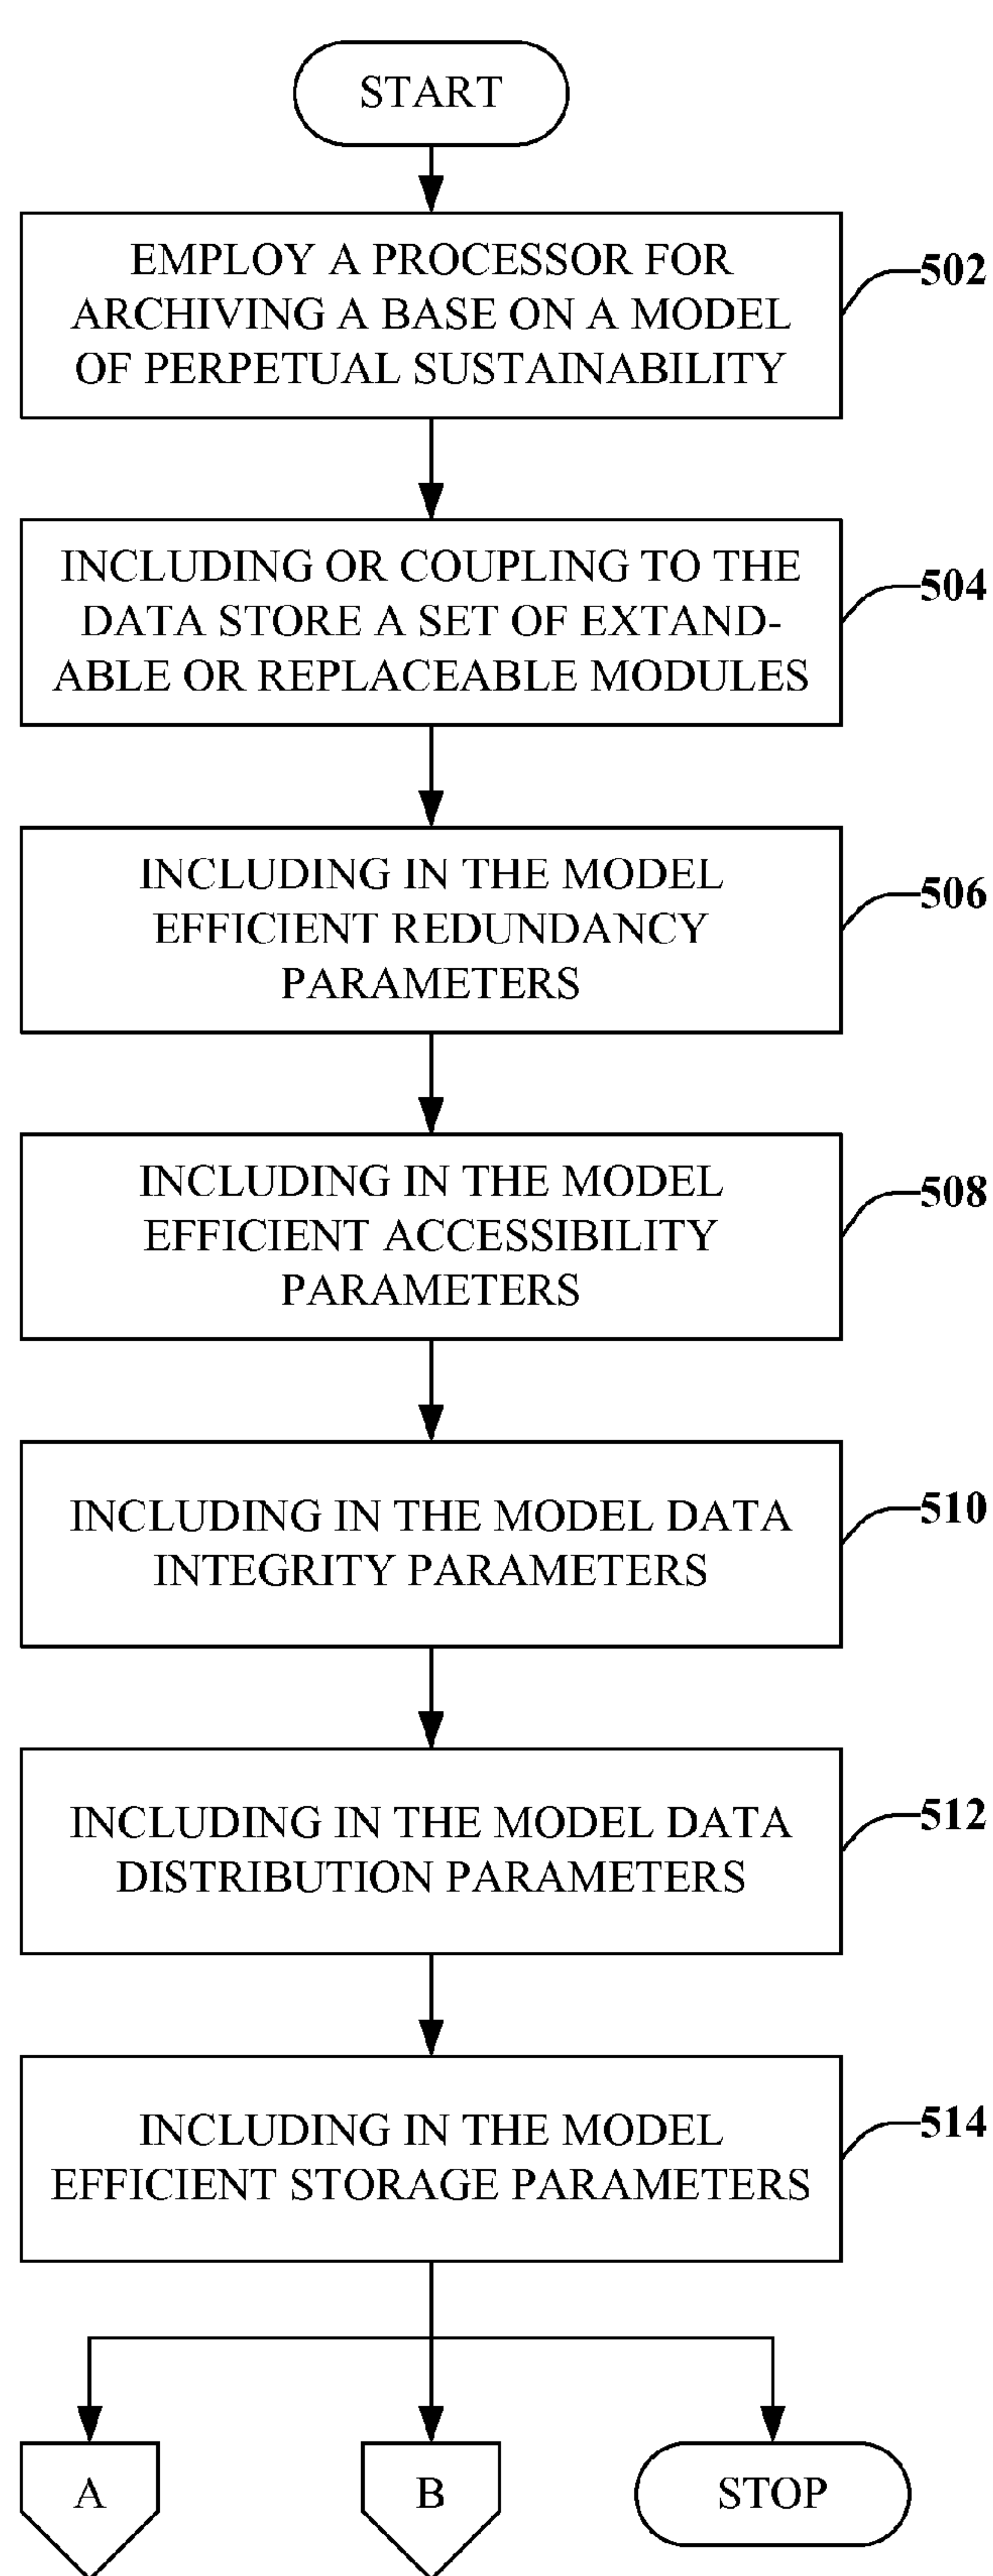 START
EMPLOY A PROCESSOR FOR
ARCHIVING A BASE ON A MODEL
OF PERPETUAL SUSTAINABILITY
502
INCLUDING OR COUPLING TO THE
DATA STORE A SET OF EXTAND-
ABLE OR REPLACEABLE MODULES
504
INCLUDING IN THE MODEL
EFFICIENT REDUNDANCY
PARAMETERS
506
INCLUDING IN THE MODEL
EFFICIENT ACCESSIBILITY
PARAMETERS
508
INCLUDING IN THE MODEL DATA
INTEGRITY PARAMETERS
510
INCLUDING IN THE MODEL DATA
DISTRIBUTION PARAMETERS
512
INCLUDING IN THE MODEL
EFFICIENT STORAGE PARAMETERS
514
A
B
STOP